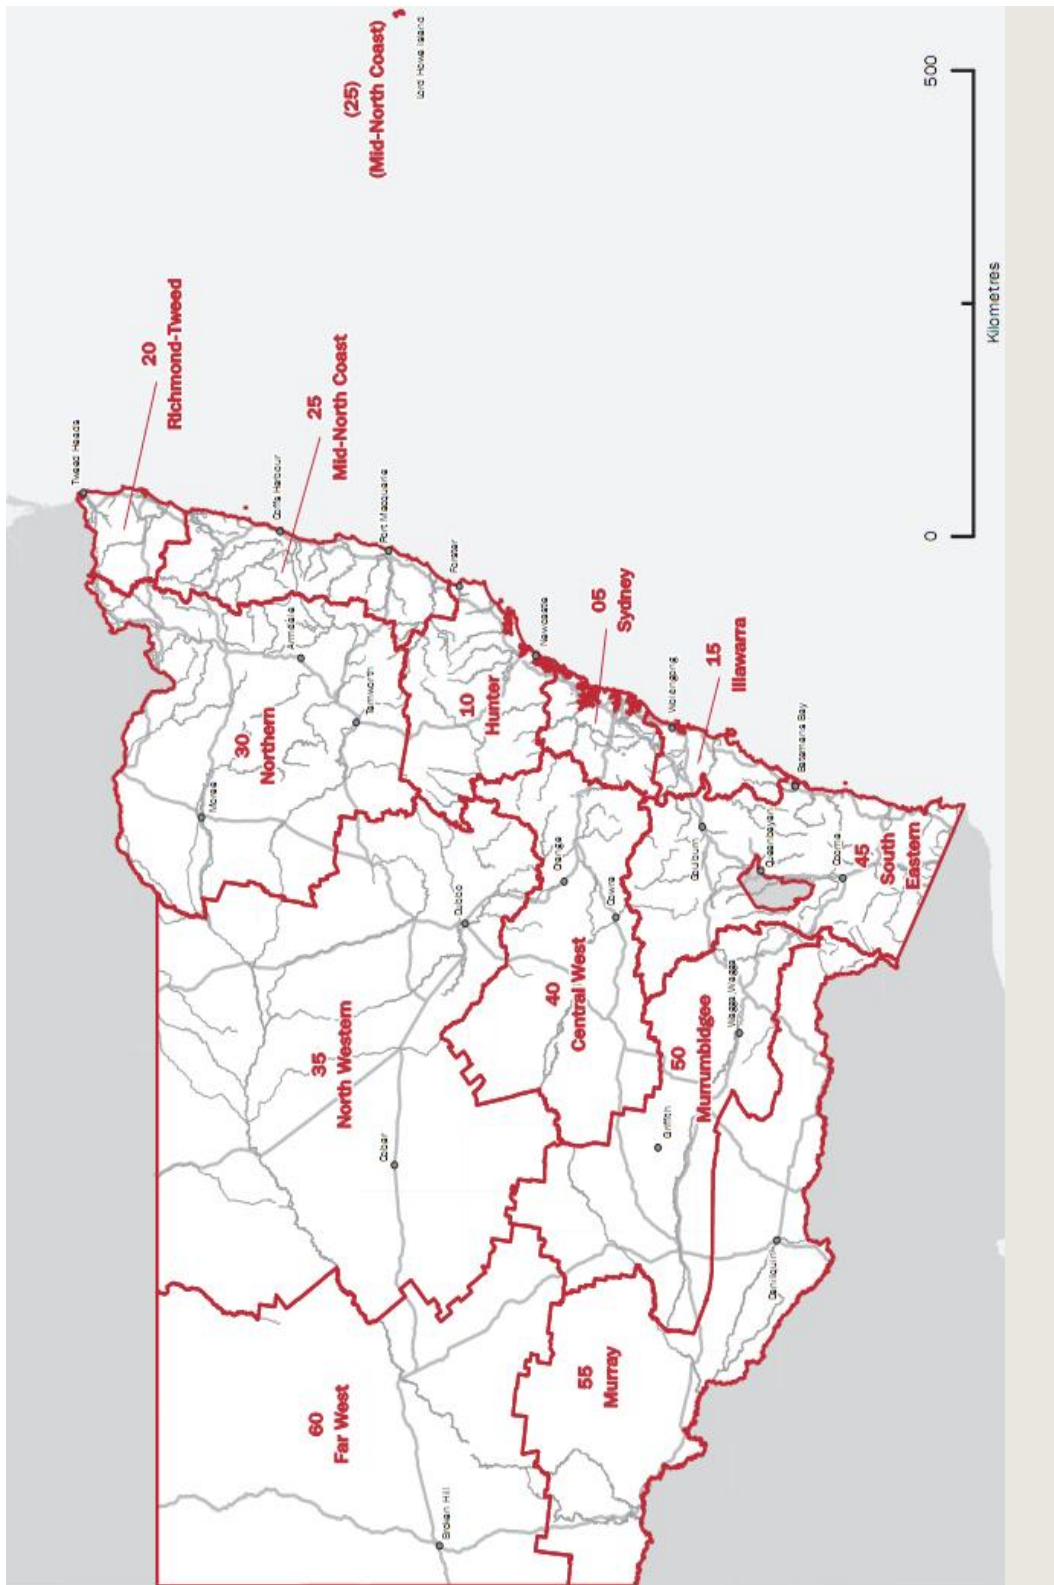 (25)
(Mid-North Coast)
Lord Howe Island
20
Richmond-Tweed
25
Mid-North Coast
Tweed Heads
Coffs Harbour
Port Macquarie
Forster
Newcastle
05
Sydney
Wollongong
15
Illawarra
Batemans Bay
Armidale
Tamworth
10
Hunter
30
Northern
Moree
Orange
Goulburn
Queanbeyan
Cooma
45
South
Eastern
Dubbo
Cowra
35
North Western
40
Central West
50
Murrumbidgee
Wagga Wagga
Cobar
Griffith
Deniliquin
55
Murray
60
Far West
Broken Hill
0
500
Kilometres